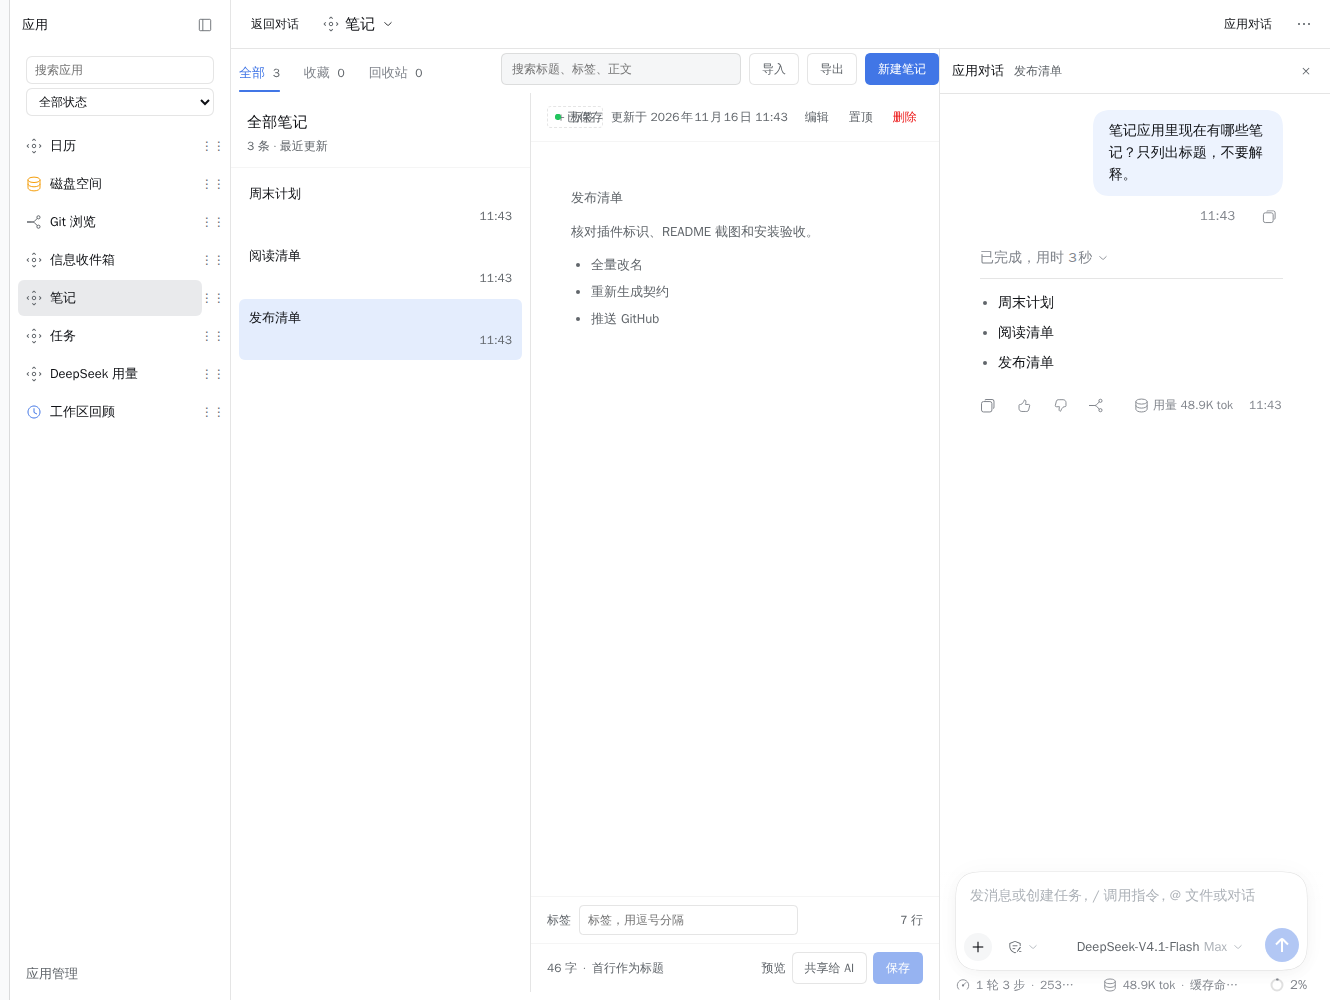 应用
搜索应用
全部状态
日历
磁盘空间
Git 浏览
信息收件箱
笔记
任务
DeepSeek 用量
工作区回顾
应用管理
返回对话
笔记
应用对话
全部 3
收藏 0
回收站 0
搜索标题、标签、正文
导入
导出
新建笔记
全部笔记
3 条 · 最近更新
周末计划
11:43
阅读清单
11:43
发布清单
11:43
更新于 2026年11月16日 11:43
编辑
置顶
删除
发布清单
核对插件标识、README 截图和安装验收。
• 全量改名
• 重新生成契约
• 推送 GitHub
标签
标签，用逗号分隔
7 行
46 字 · 首行作为标题
预览
共享给 AI
保存
应用对话 发布清单
笔记应用里现在有哪些笔
记？只列出标题，不要解
释。
11:43
已完成，用时 3秒
• 周末计划
• 阅读清单
• 发布清单
用量 48.9K tok
11:43
发消息或创建任务，/ 调用指令，@ 文件或对话
DeepSeek-V4.1-Flash Max
1 轮 3 步 · 253…
48.9K tok · 缓存命…
2%